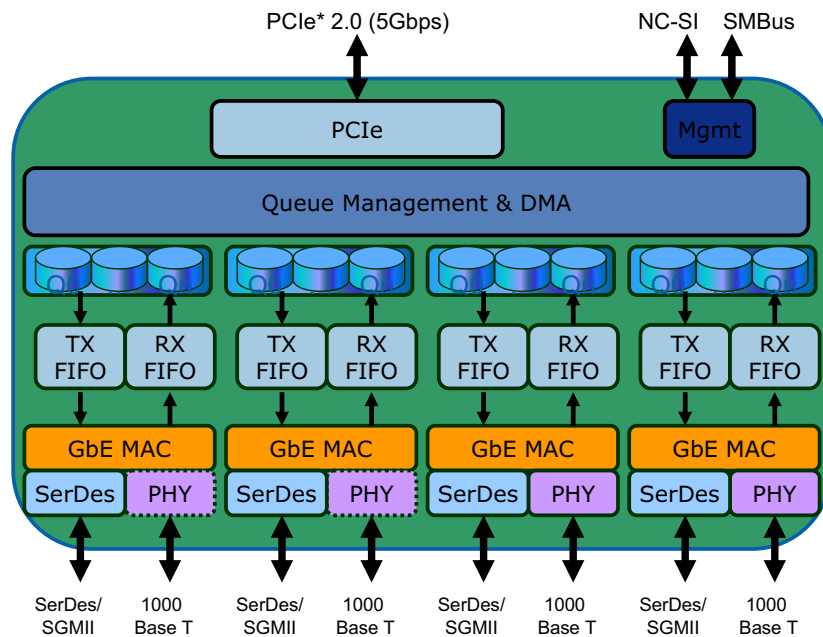 PCIe* 2.0 (5Gbps) NC-SI SMBus
PCIe Mgmt
Queue Management & DMA
TX RX TX RX TX RX TX RX
FIFO FIFO FIFO FIFO FIFO FIFO FIFO FIFO
GbE MAC GbE MAC GbE MAC GbE MAC
SerDes PHY SerDes PHY SerDes PHY SerDes PHY
SerDes/ 1000 SerDes/ 1000 SerDes/ 1000 SerDes/ 1000
SGMII Base T SGMII Base T SGMII Base T SGMII Base T